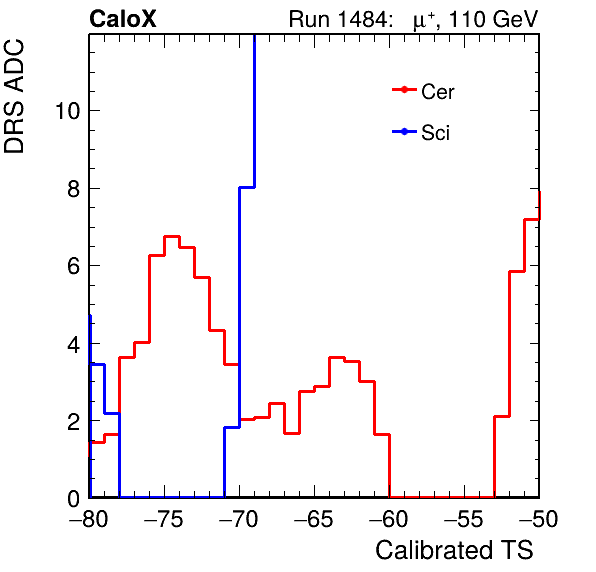 CaloX Run 1484: μ⁺, 110 GeV
DRS ADC
Cer
Sci
10
8
6
4
2
0
−80 −75 −70 −65 −60 −55 −50
Calibrated TS